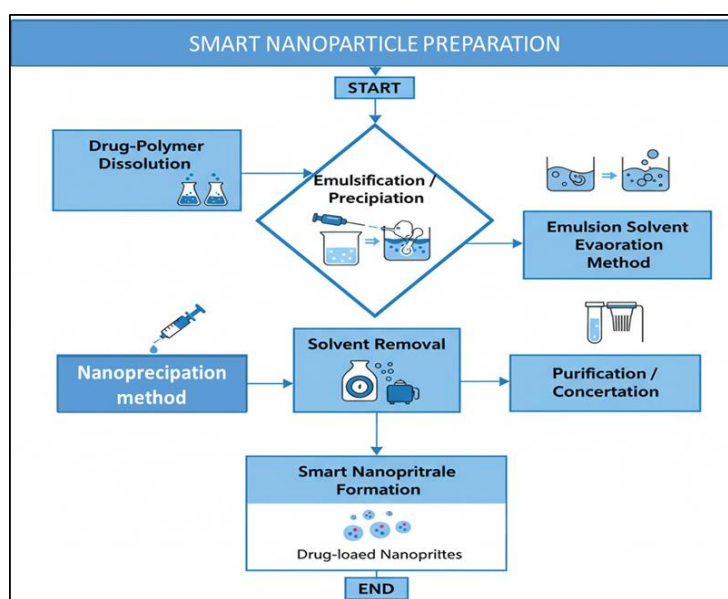 SMART NANOPARTICLE PREPARATION
START
Drug-Polymer
Dissolution
Emulsification /
Precipiation
Emulsion Solvent
Evaoration
Method
Nanoprecipation
method
Solvent Removal
Purification /
Concertation
Smart Nanopritrale
Formation
Drug-loaed Nanoprittes
END